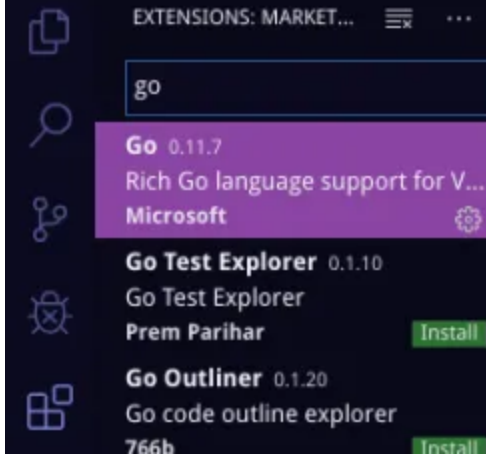 EXTENSIONS: MARKET...
go
Go 0.11.7
Rich Go language support for V...
Microsoft
Go Test Explorer 0.1.10
Go Test Explorer
Prem Parihar Install
Go Outliner 0.1.20
Go code outline explorer
766b Install